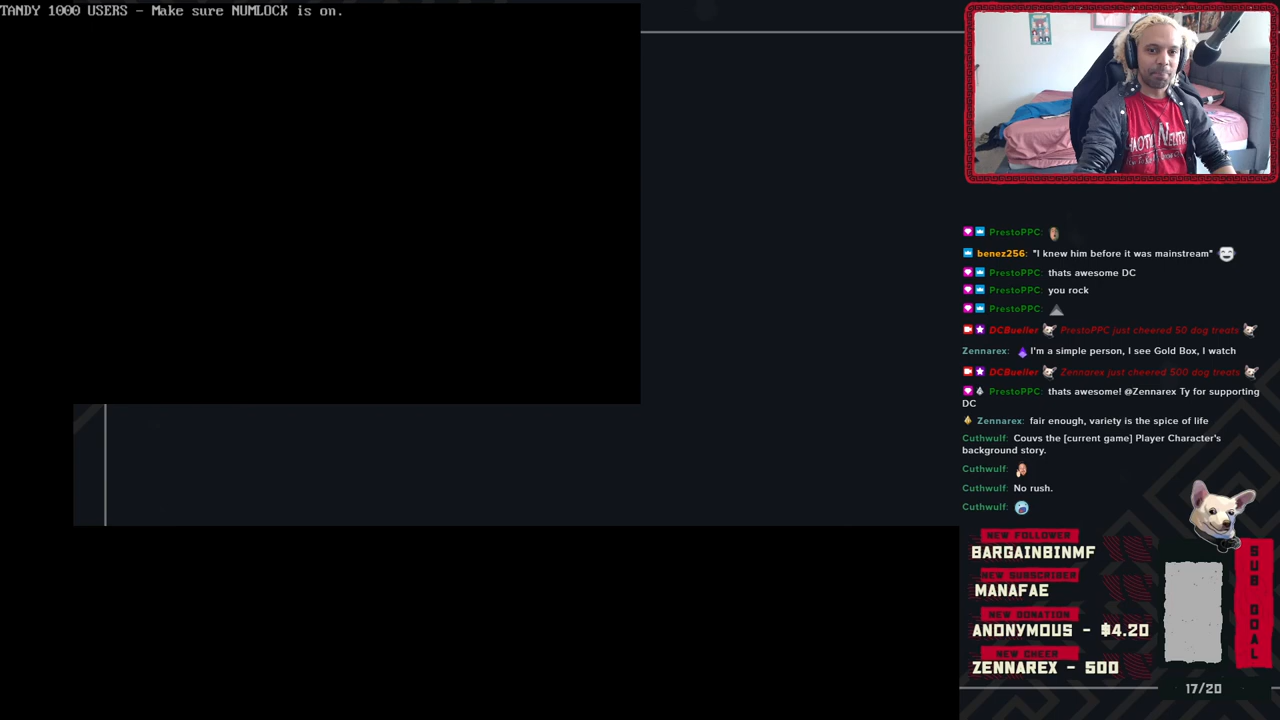 TANDY 1000 USERS - Make sure NUMLOCK is on.
PrestoPPC:
benez256: "I knew him before it was mainstream"
PrestoPPC: thats awesome DC
PrestoPPC: you rock
PrestoPPC:
DCBueller PrestoPPC just cheered 50 dog treats
Zennarex: I'm a simple person, I see Gold Box, I watch
DCBueller Zennarex just cheered 500 dog treats
PrestoPPC: thats awesome! @Zennarex Ty for supporting
DC
Zennarex: fair enough, variety is the spice of life
Cuthwulf: Couvs the [current game] Player Character's
background story.
Cuthwulf:
Cuthwulf: No rush.
Cuthwulf:
NEW FOLLOWER
BARGAINBINMF
NEW SUBSCRIBER
MANAFAE
NEW DONATION
ANONYMOUS - $4.20
NEW CHEER
ZENNAREX - 500
SUB GOAL
17/20